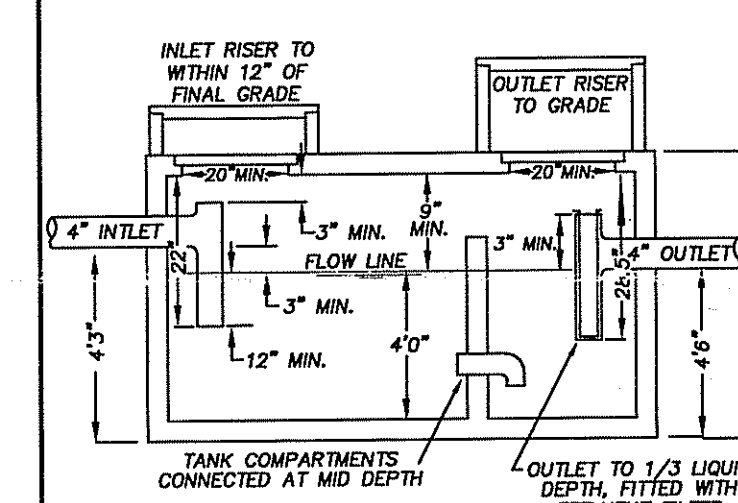 INLET RISER TO
WITHIN 12" OF
FINAL GRADE
OUTLET RISER
TO GRADE
20"MIN.
20"MIN.
4" INTLET
22"
3" MIN.
9"
MIN.
3" MIN.
FLOW LINE
28.5"
4" OUTLET
3" MIN.
12" MIN.
4'3"
4'0"
4'6"
TANK COMPARTMENTS
CONNECTED AT MID DEPTH
OUTLET TO 1/3
DEPTH, FITTED WITH